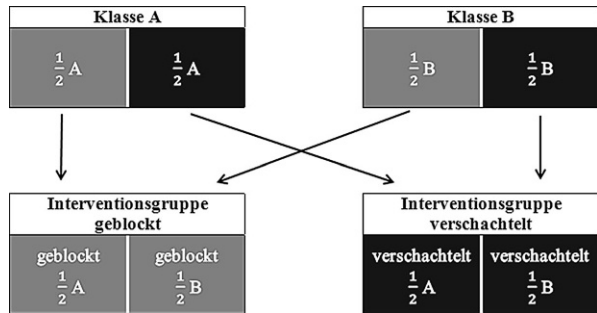 Klasse A
Klasse B
1/2 A
1/2 A
1/2 B
1/2 B
Interventionsgruppe
geblockt
Interventionsgruppe
verschachtelt
geblockt
1/2 A
geblockt
1/2 B
verschachtelt
1/2 A
verschachtelt
1/2 B